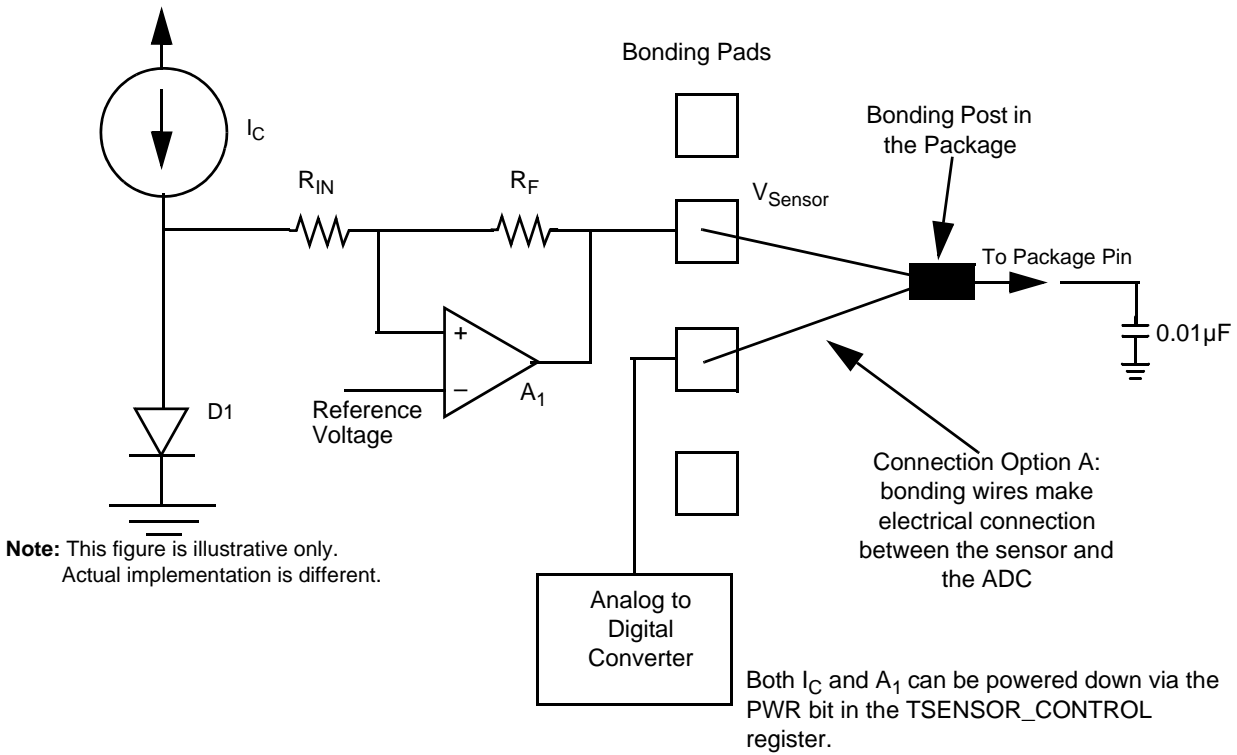 Bonding Pads
I_C
Bonding Post in
the Package
R_IN
R_F
V_Sensor
To Package Pin
+
−
A_1
0.01µF
Reference
Voltage
D1
Connection Option A:
bonding wires make
electrical connection
between the sensor and
the ADC
Note: This figure is illustrative only.
Actual implementation is different.
Analog to
Digital
Converter
Both I_C and A_1 can be powered down via the
PWR bit in the TSENSOR_CONTROL
register.